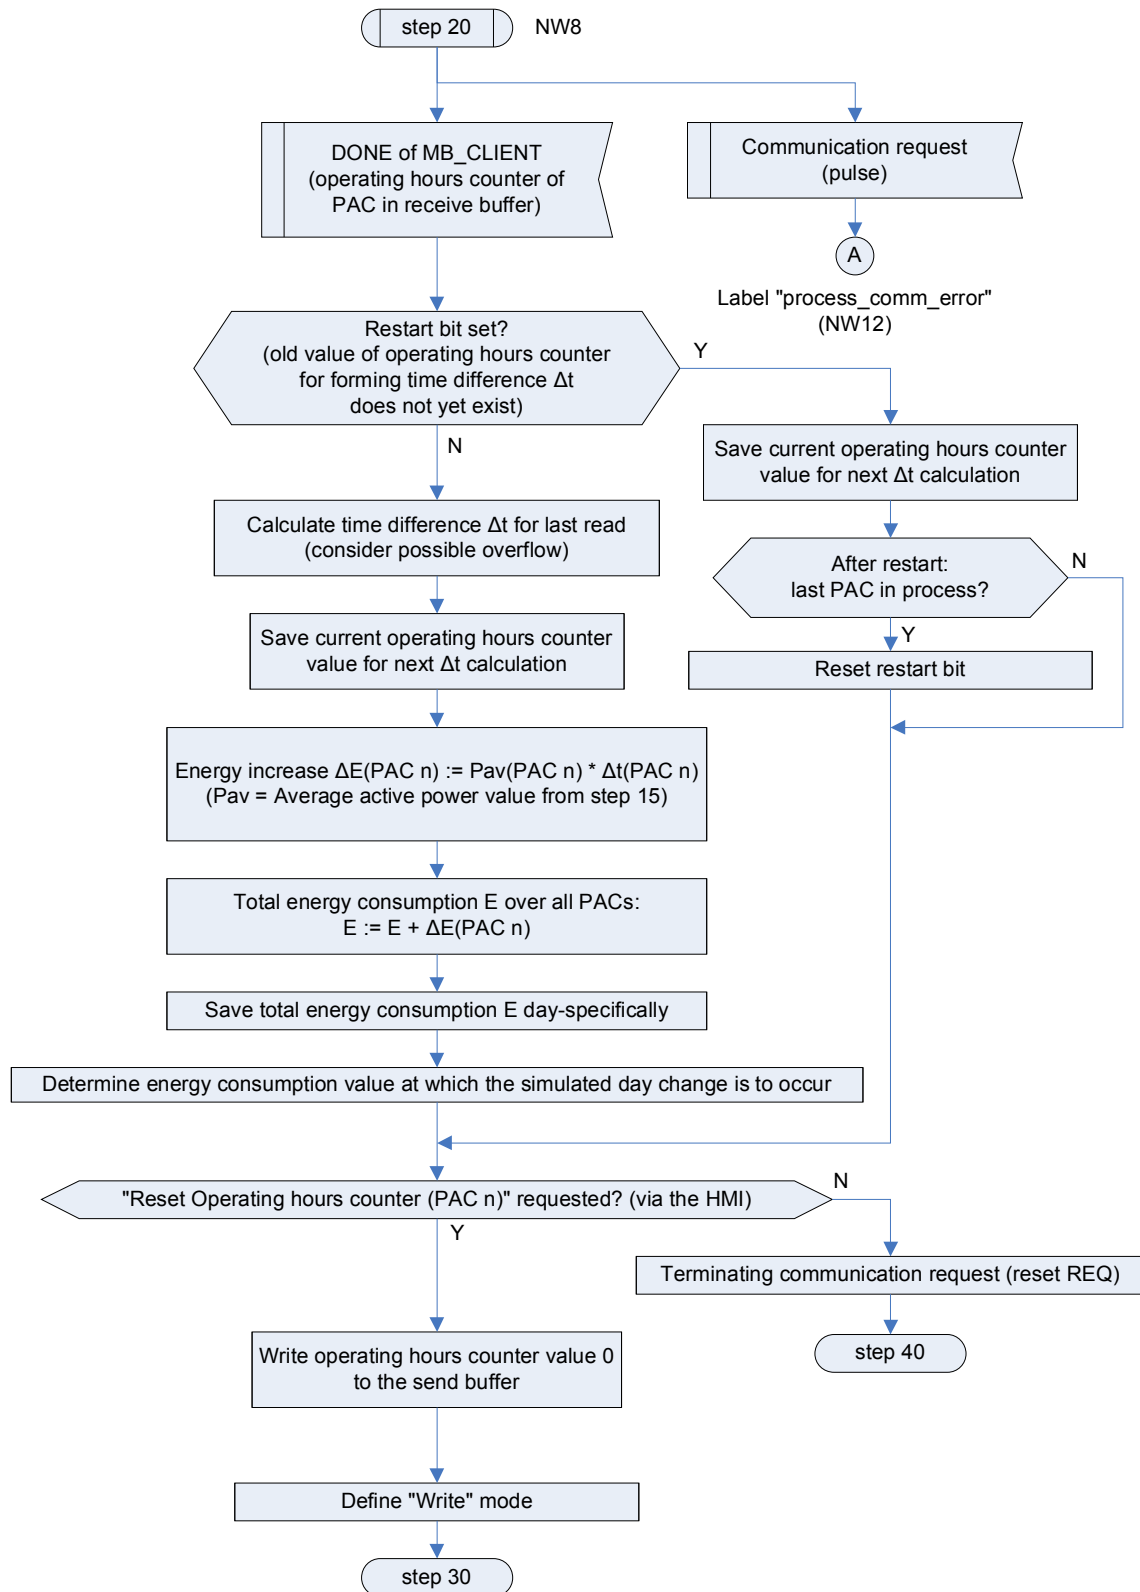 step 20
NW8
DONE of MB_CLIENT
(operating hours counter of
PAC in receive buffer)
Communication request
(pulse)
A
Label "process_comm_error"
(NW12)
Restart bit set?
(old value of operating hours counter
for forming time difference Δt
does not yet exist)
Y
N
Save current operating hours counter
value for next Δt calculation
Calculate time difference Δt for last read
(consider possible overflow)
After restart:
last PAC in process?
N
Y
Save current operating hours counter
value for next Δt calculation
Reset restart bit
Energy increase ΔE(PAC n) := Pav(PAC n) * Δt(PAC n)
(Pav = Average active power value from step 15)
Total energy consumption E over all PACs:
E := E + ΔE(PAC n)
Save total energy consumption E day-specifically
Determine energy consumption value at which the simulated day change is to occur
"Reset Operating hours counter (PAC n)" requested? (via the HMI)
N
Y
Terminating communication request (reset REQ)
step 40
Write operating hours counter value 0
to the send buffer
Define "Write" mode
step 30